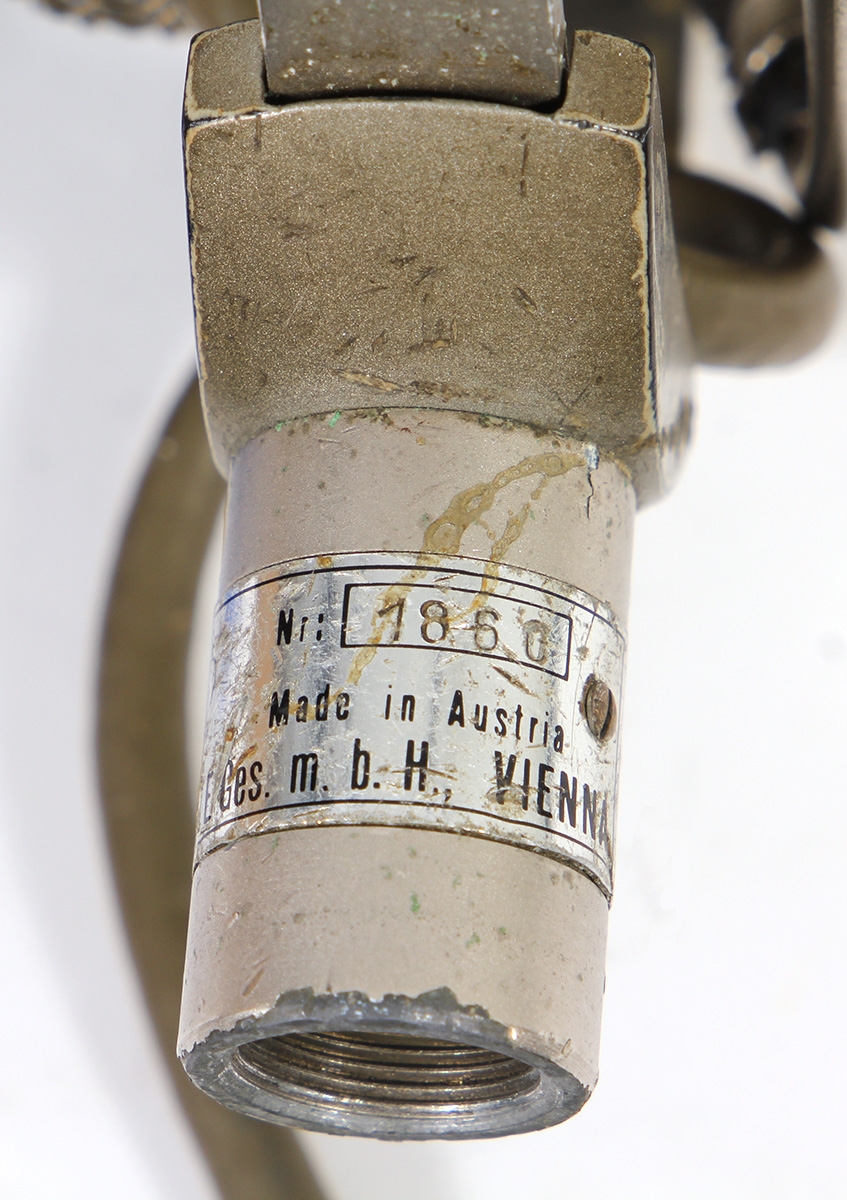 Nr: 1860
Made in Austria
E Ges. m. b. H., VIENNA